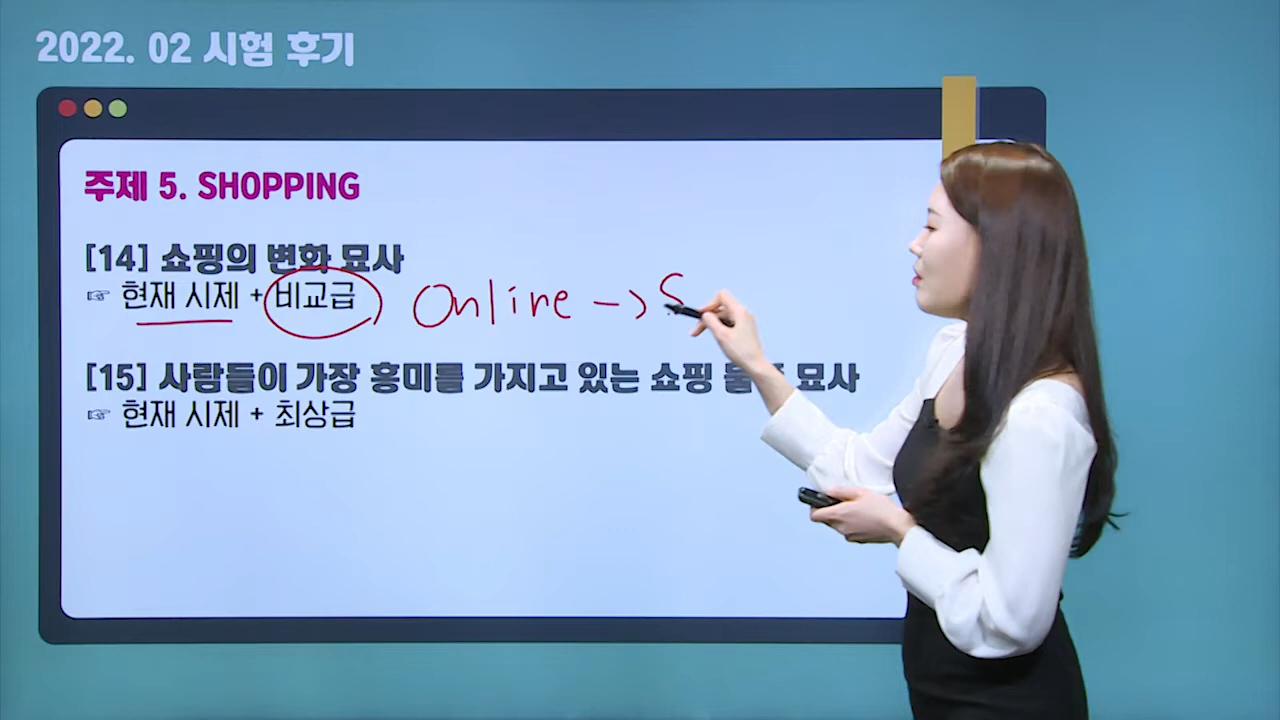 2022. 02 시험 후기
주제 5. SHOPPING
[14] 쇼핑의 변화 묘사
☞ 현재 시제 + 비교급 Online → S
[15] 사람들이 가장 흥미를 가지고 있는 쇼핑 묘사
☞ 현재 시제 + 최상급